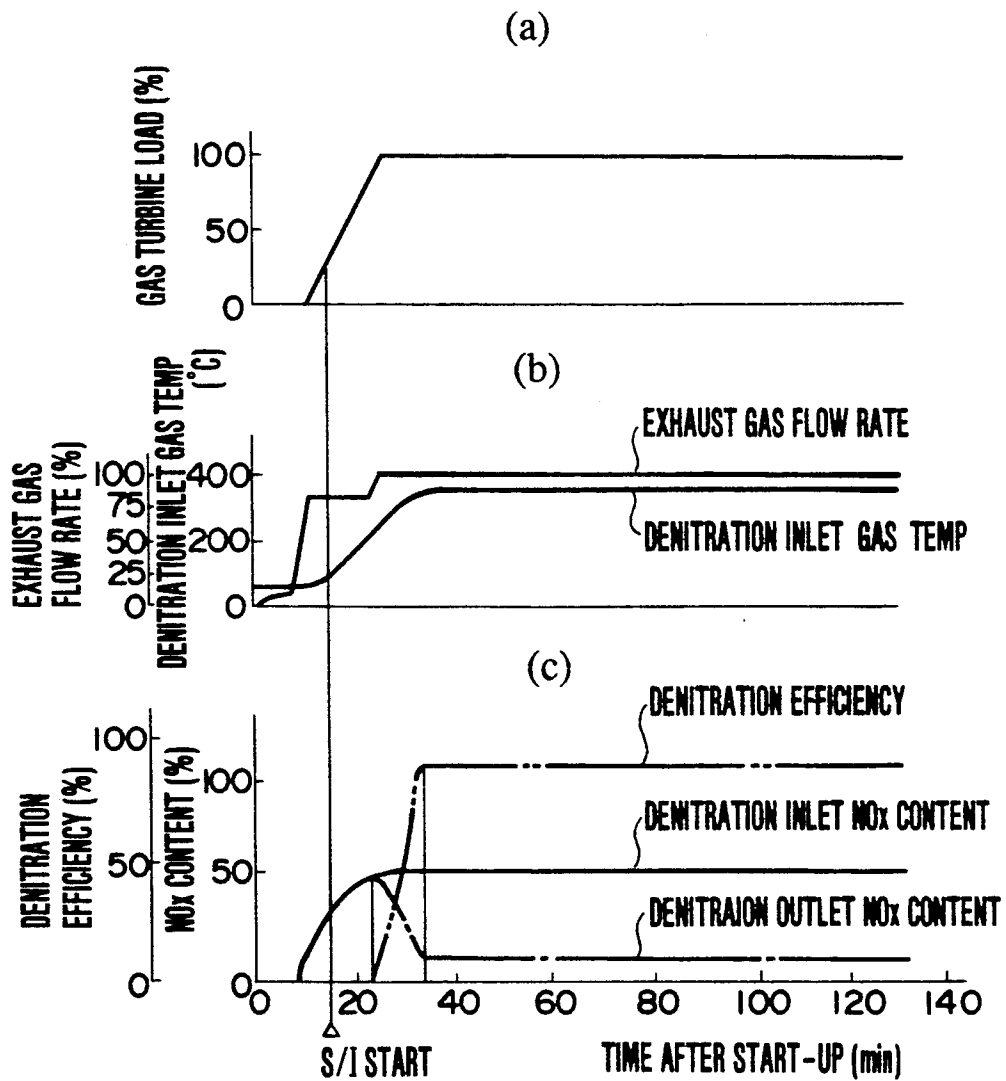 (a)
GAS TURBINE LOAD (%)
100
50
0
(b)
EXHAUST GAS
FLOW RATE (%)
100
75
50
25
0
DENITRATION INLET GAS TEMP
(°C)
400
200
0
EXHAUST GAS FLOW RATE
DENITRATION INLET GAS TEMP
(c)
DENITRATION
EFFICIENCY (%)
100
50
0
NOx CONTENT (%)
100
50
0
DENITRATION EFFICIENCY
DENITRATION INLET NOx CONTENT
DENITRAION OUTLET NOx CONTENT
0 20 40 60 80 100 120 140
S/I START
TIME AFTER START-UP (min)